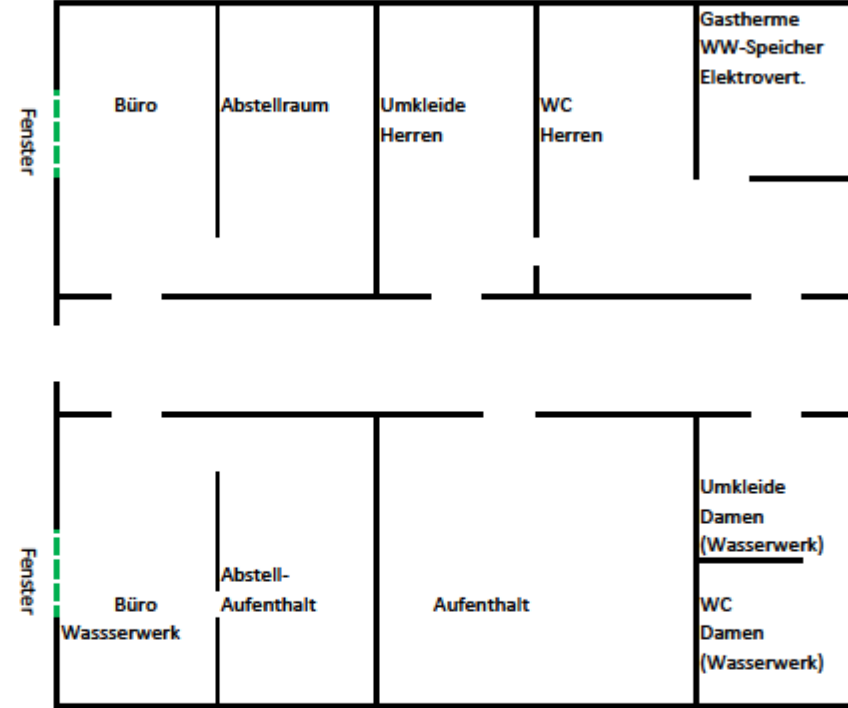 Gastherme
WW-Speicher
Elektrovert.
Fenster
Büro
Abstellraum
Umkleide
Herren
WC
Herren
Fenster
Büro
Wassserwerk
Abstell-
Aufenthalt
Aufenthalt
Umkleide
Damen
(Wasserwerk)
WC
Damen
(Wasserwerk)